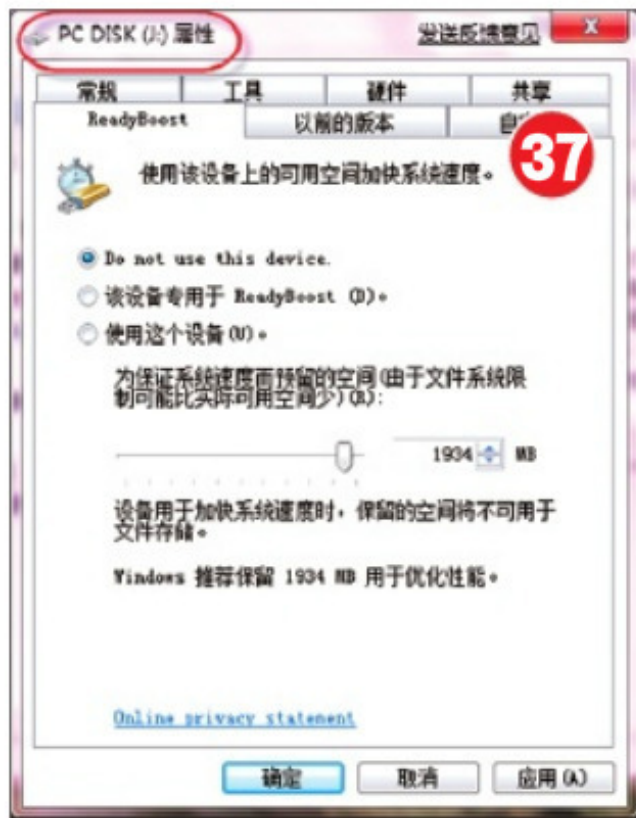 PC DISK (J:) 属性
发送反馈意见
常规 工具 硬件 共享
ReadyBoost 以前的版本 自
37
使用该设备上的可用空间加快系统速度。
Do not use this device.
该设备专用于 ReadyBoost (D)。
使用这个设备(U)。
为保证系统速度而预留的空间(由于文件系统限
制可能比实际可用空间少)(R):
1934 MB
设备用于加快系统速度时，保留的空间将不可用于
文件存储。
Windows 推荐保留 1934 MB 用于优化性能。
Online privacy statement
确定 取消 应用(A)